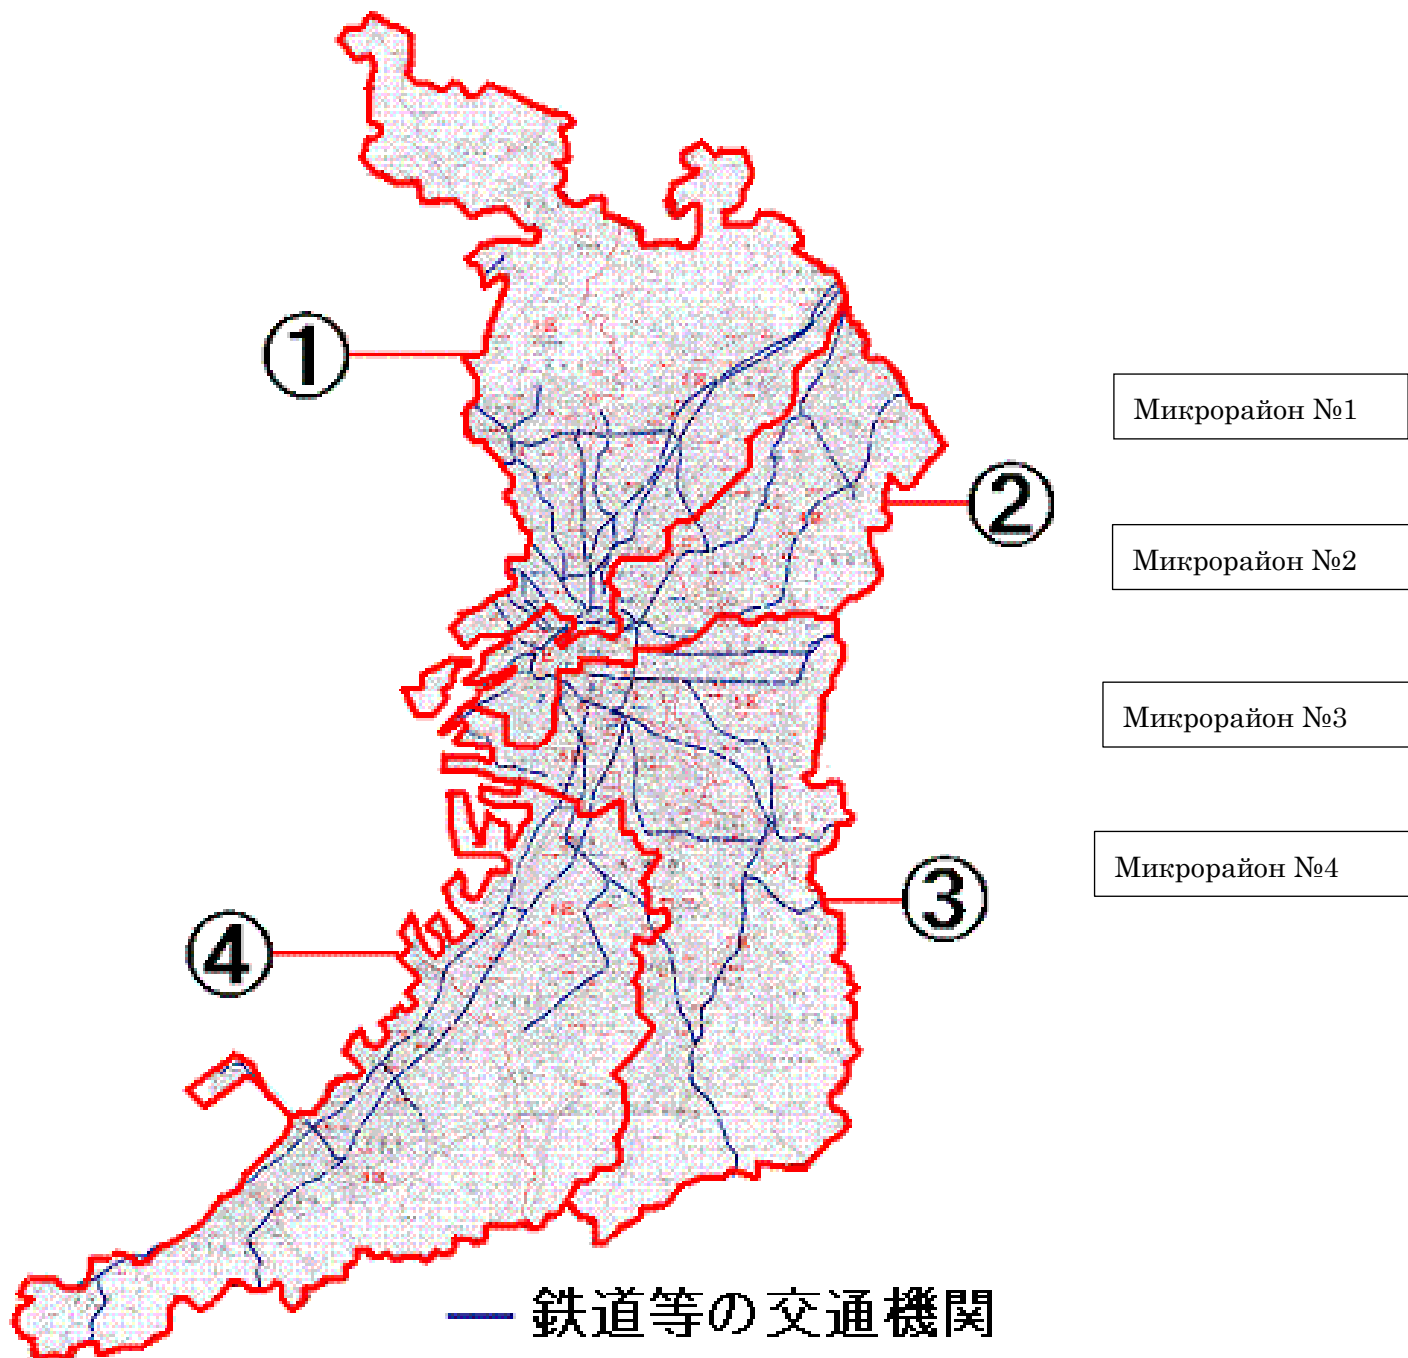 ①
②
Микрорайон №1
Микрорайон №2
Микрорайон №3
Микрорайон №4
③
④
鉄道等の交通機関